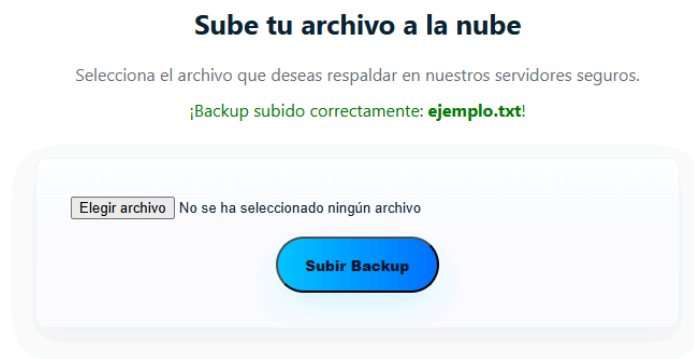 Sube tu archivo a la nube
Selecciona el archivo que deseas respaldar en nuestros servidores seguros.
¡Backup subido correctamente: ejemplo.txt!
Elegir archivo No se ha seleccionado ningún archivo
Subir Backup